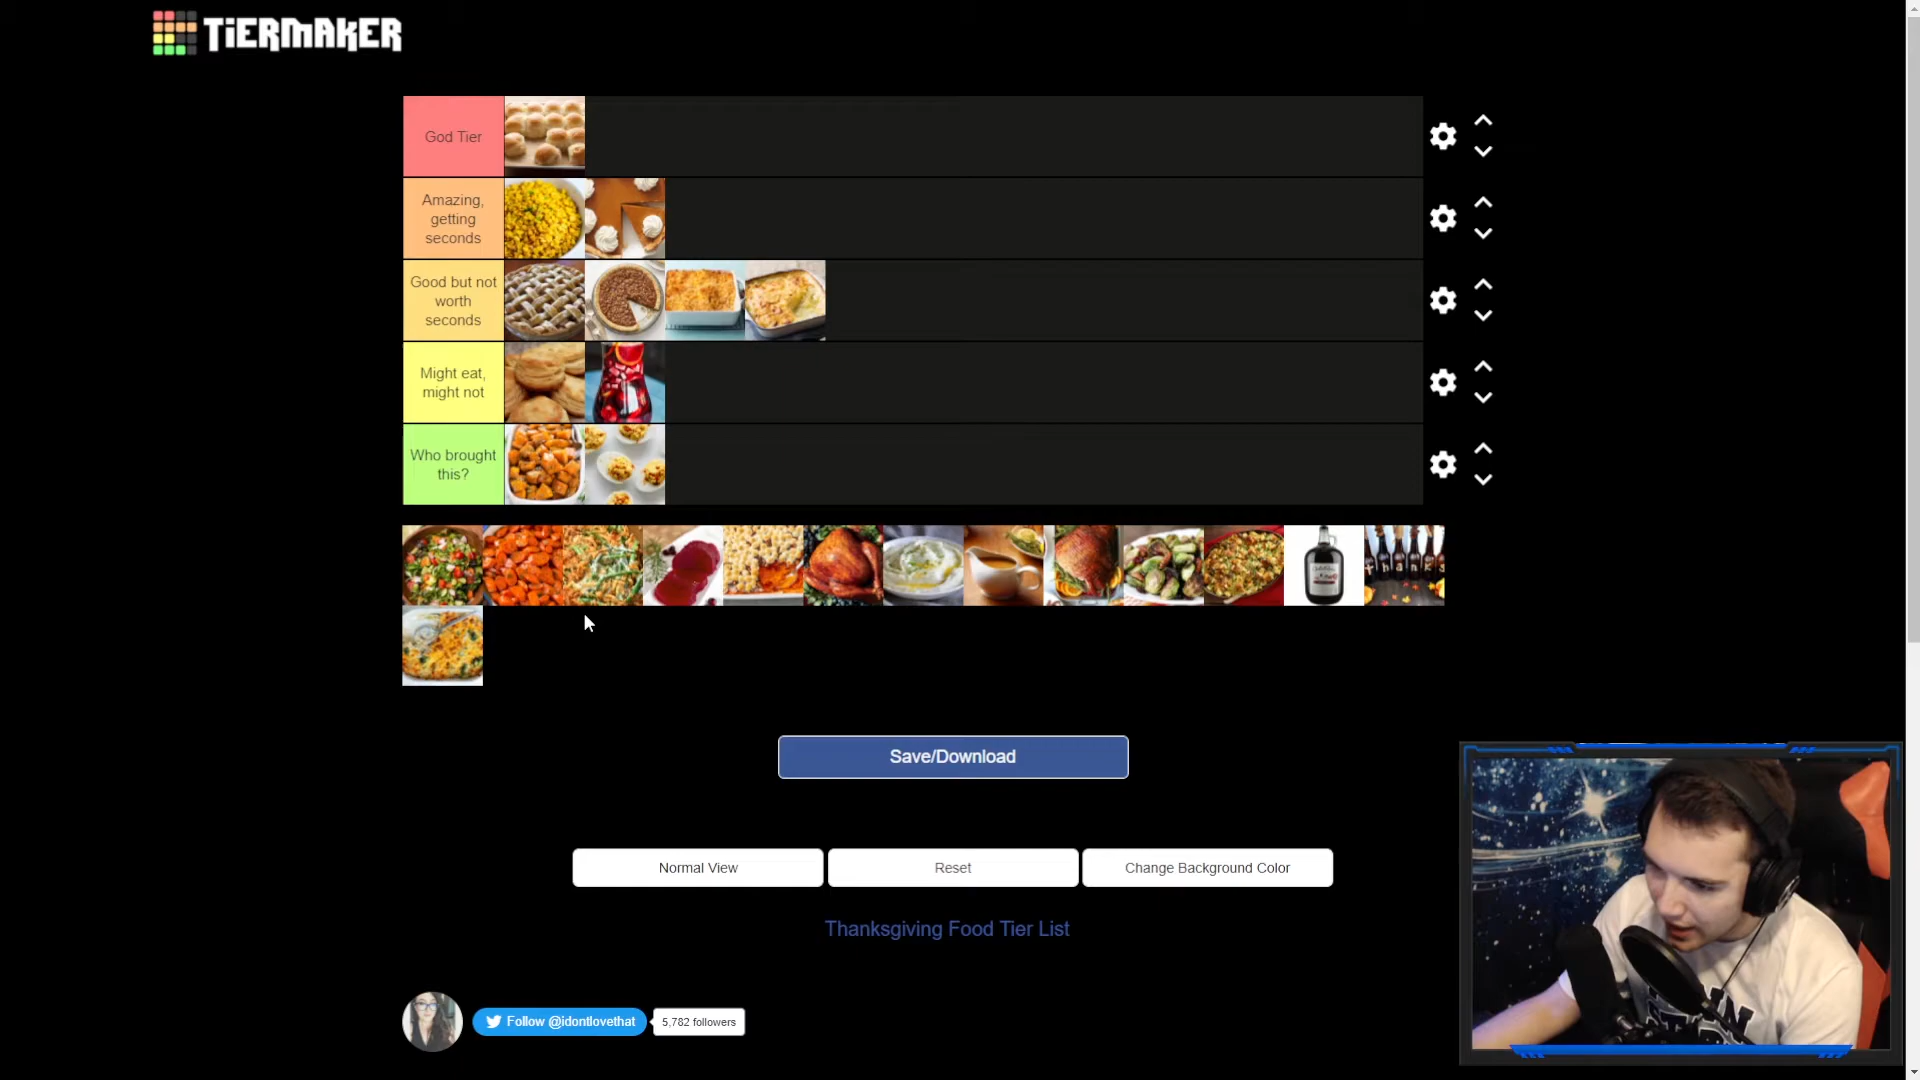 TiERMAKER
God Tier
Amazing,
getting
seconds
Good but not
worth
seconds
Might eat,
might not
Who brought
this?
Save/Download
Normal View
Reset
Change Background Color
Thanksgiving Food Tier List
Follow @idontlovethat
5,782 followers